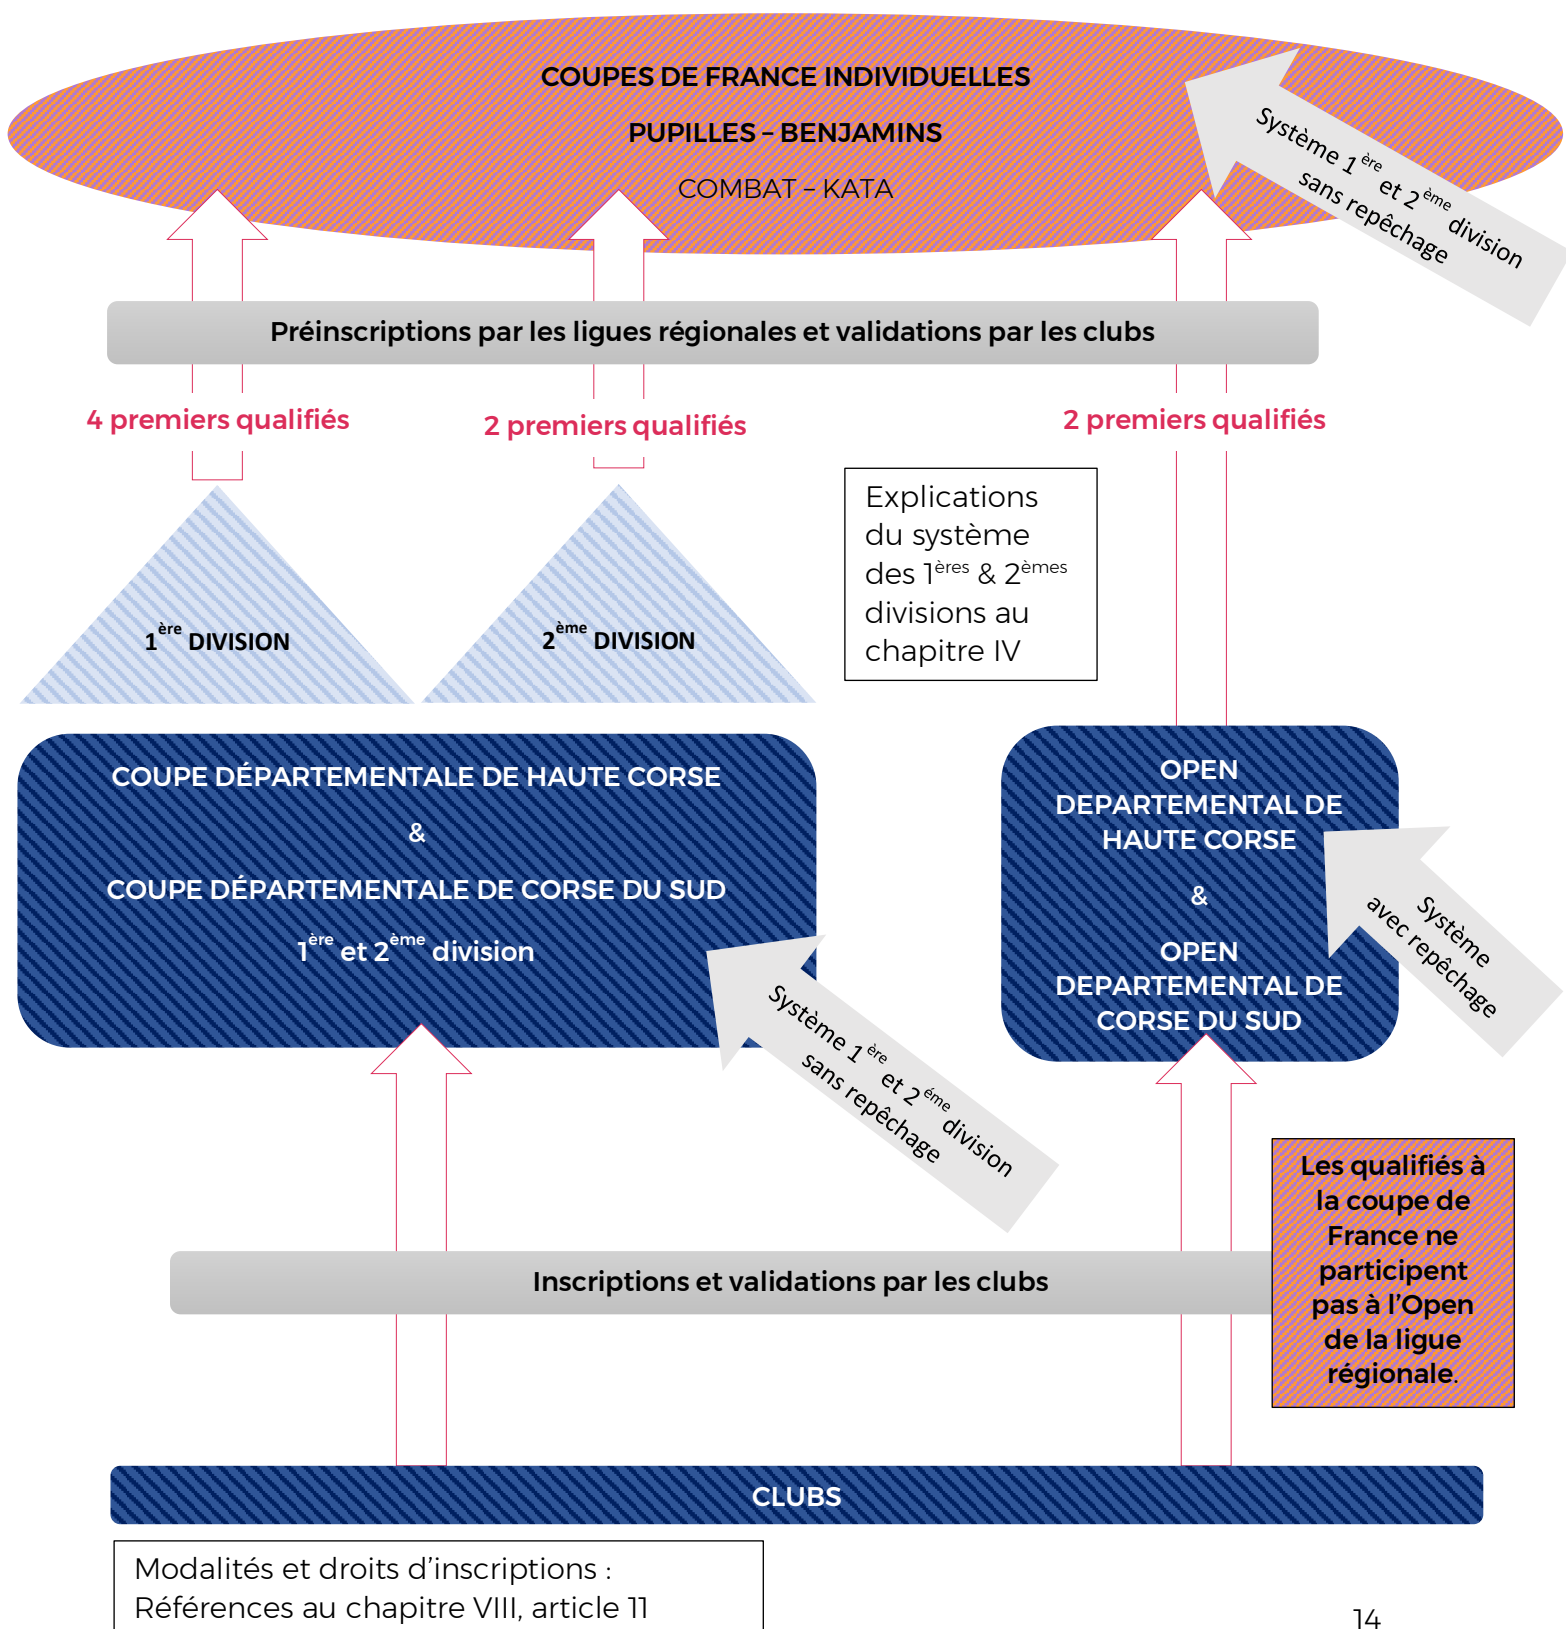 COUPES DE FRANCE INDIVIDUELLES
PUPILLES – BENJAMINS
COMBAT – KATA
Système 1ère et 2ème division
sans repêchage
Préinscriptions par les ligues régionales et validations par les clubs
4 premiers qualifiés
2 premiers qualifiés
2 premiers qualifiés
Explications
du système
des 1ères & 2èmes
divisions au
chapitre IV
1ère DIVISION
2ème DIVISION
COUPE DÉPARTEMENTALE DE HAUTE CORSE
&
COUPE DÉPARTEMENTALE DE CORSE DU SUD
1ère et 2ème division
OPEN
DEPARTEMENTAL DE
HAUTE CORSE
&
OPEN
DEPARTEMENTAL DE
CORSE DU SUD
Système
avec repêchage
Système 1ère et 2éme division
sans repêchage
Les qualifiés à
la coupe de
France ne
participent
pas à l’Open
de la ligue
régionale.
Inscriptions et validations par les clubs
CLUBS
Modalités et droits d’inscriptions :
Références au chapitre VIII, article 11
14